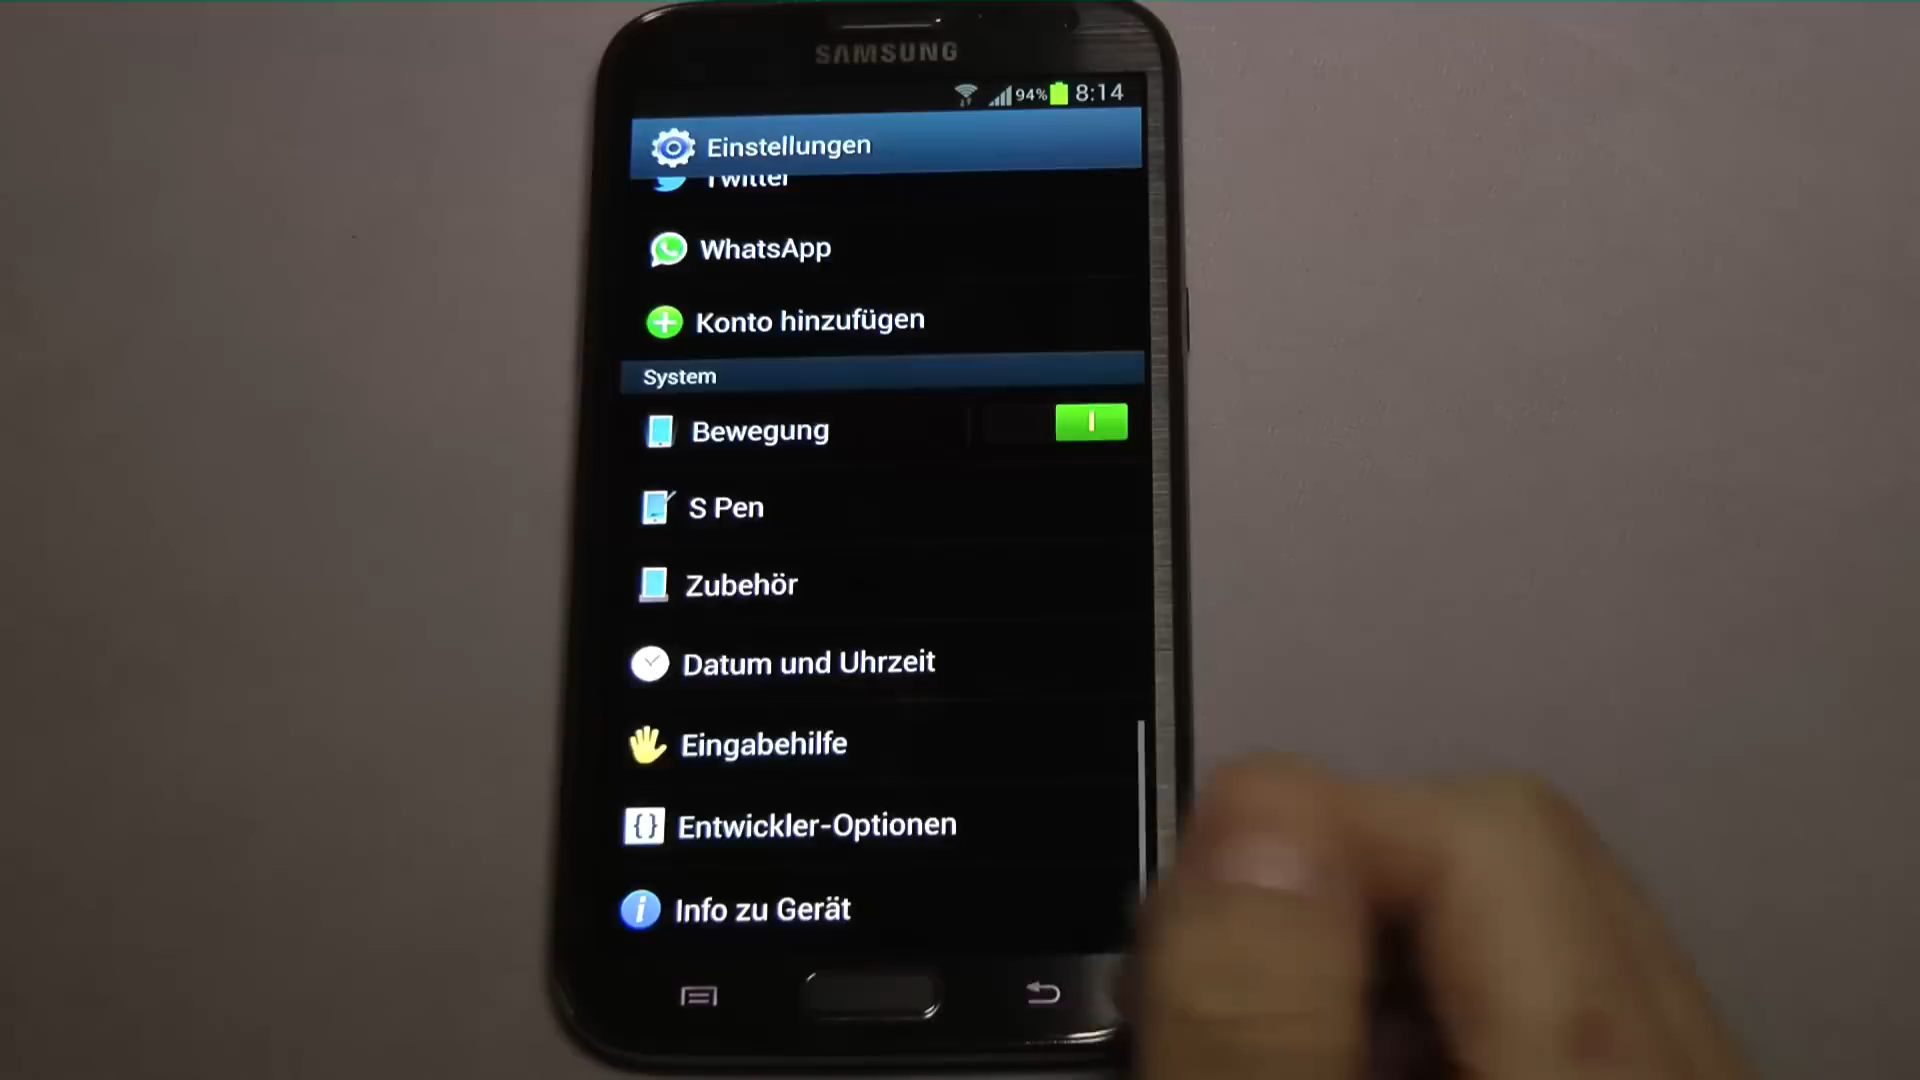 SAMSUNG
94% 8:14
Einstellungen
Twitter
WhatsApp
Konto hinzufügen
System
Bewegung
S Pen
Zubehör
Datum und Uhrzeit
Eingabehilfe
Entwickler-Optionen
Info zu Gerät